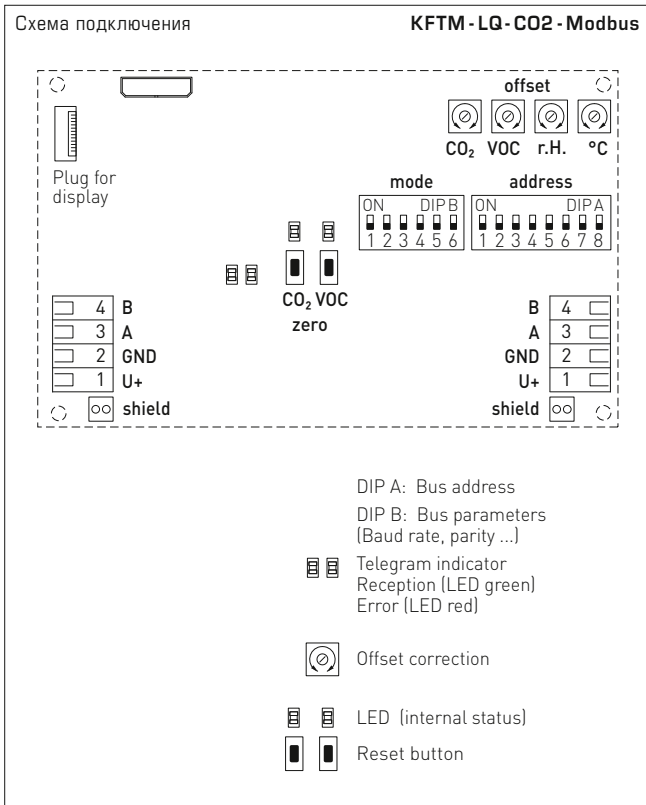 Схема подключения
KFTM - LQ - CO2 - Modbus
offset
CO₂ VOC r.H. °C
Plug for
display
mode
address
ON DIP B
1 2 3 4 5 6
ON DIP A
1 2 3 4 5 6 7 8
CO₂ VOC
zero
4 B
3 A
2 GND
1 U+
shield
B 4
A 3
GND 2
U+ 1
shield
DIP A: Bus address
DIP B: Bus parameters
(Baud rate, parity ...)
Telegram indicator
Reception (LED green)
Error (LED red)
Offset correction
LED (internal status)
Reset button